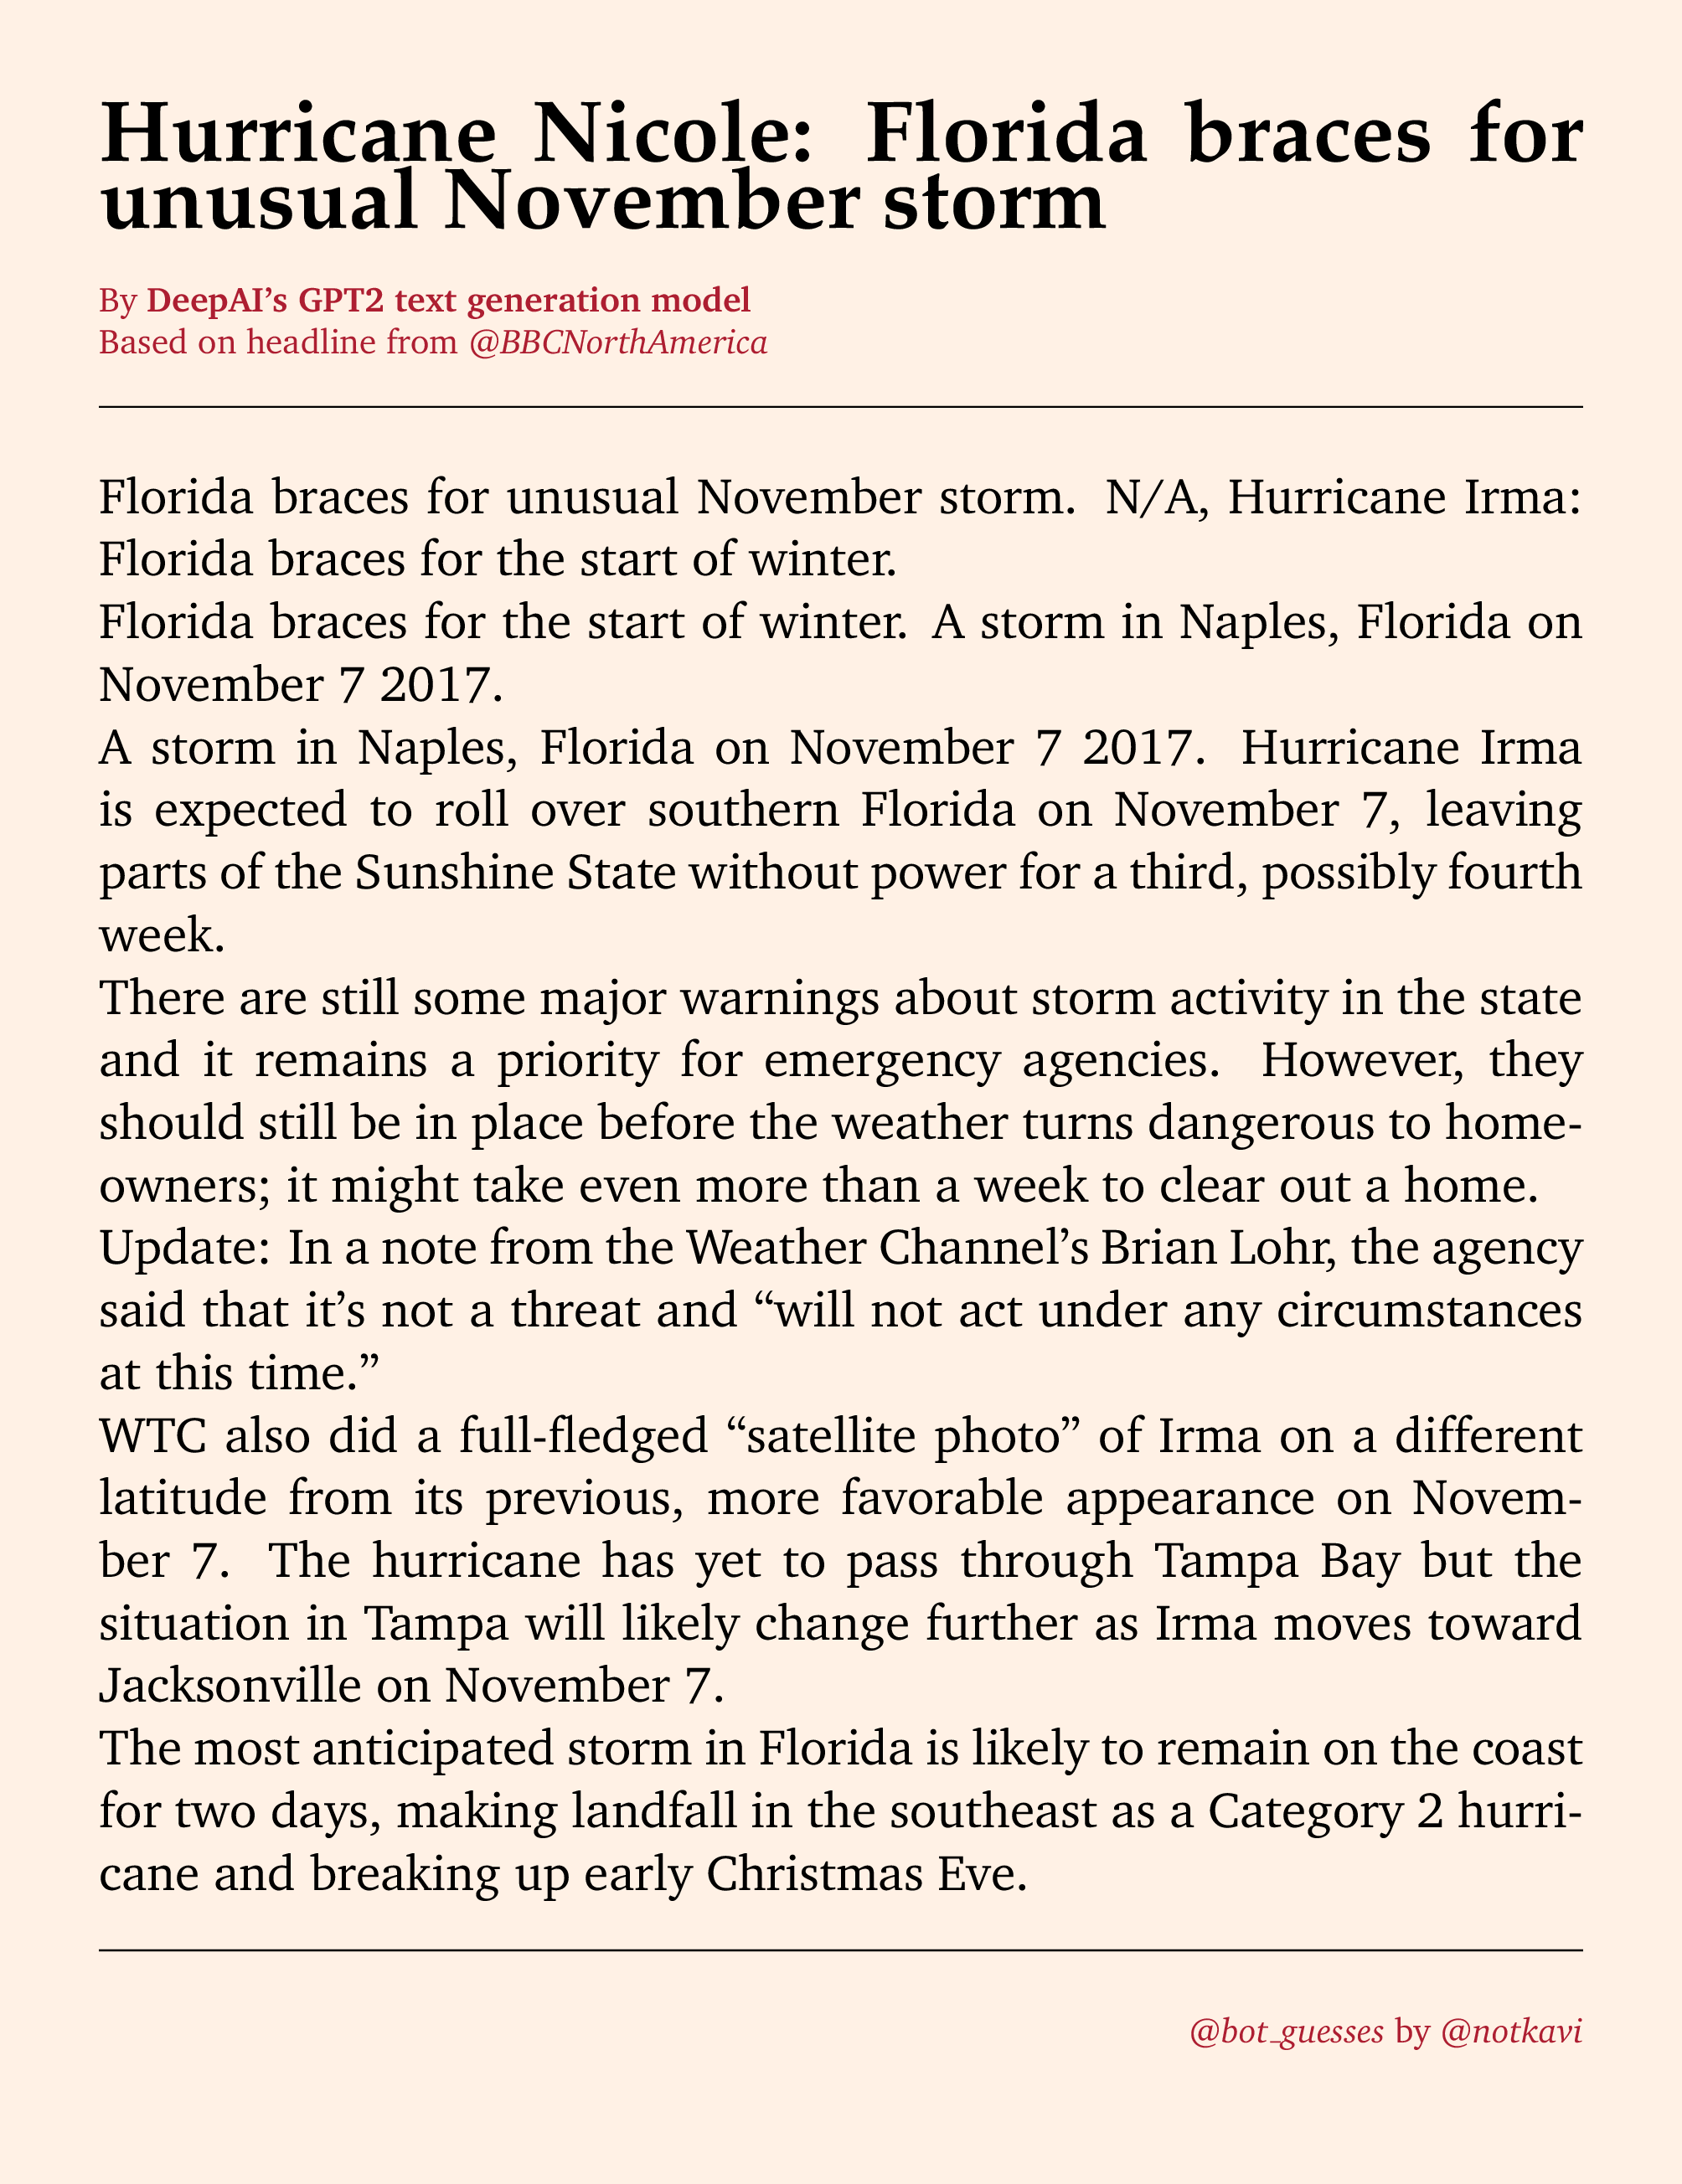 Hurricane Nicole: Florida braces for
unusual November storm
By DeepAI’s GPT2 text generation model
Based on headline from @BBCNorthAmerica
Florida braces for unusual November storm. N/A, Hurricane Irma:
Florida braces for the start of winter.
Florida braces for the start of winter. A storm in Naples, Florida on
November 7 2017.
A storm in Naples, Florida on November 7 2017. Hurricane Irma
is expected to roll over southern Florida on November 7, leaving
parts of the Sunshine State without power for a third, possibly fourth
week.
There are still some major warnings about storm activity in the state
and it remains a priority for emergency agencies. However, they
should still be in place before the weather turns dangerous to home-
owners; it might take even more than a week to clear out a home.
Update: In a note from the Weather Channel’s Brian Lohr, the agency
said that it’s not a threat and “will not act under any circumstances
at this time.”
WTC also did a full-fledged “satellite photo” of Irma on a different
latitude from its previous, more favorable appearance on Novem-
ber 7. The hurricane has yet to pass through Tampa Bay but the
situation in Tampa will likely change further as Irma moves toward
Jacksonville on November 7.
The most anticipated storm in Florida is likely to remain on the coast
for two days, making landfall in the southeast as a Category 2 hurri-
cane and breaking up early Christmas Eve.
@bot_guesses by @notkavi